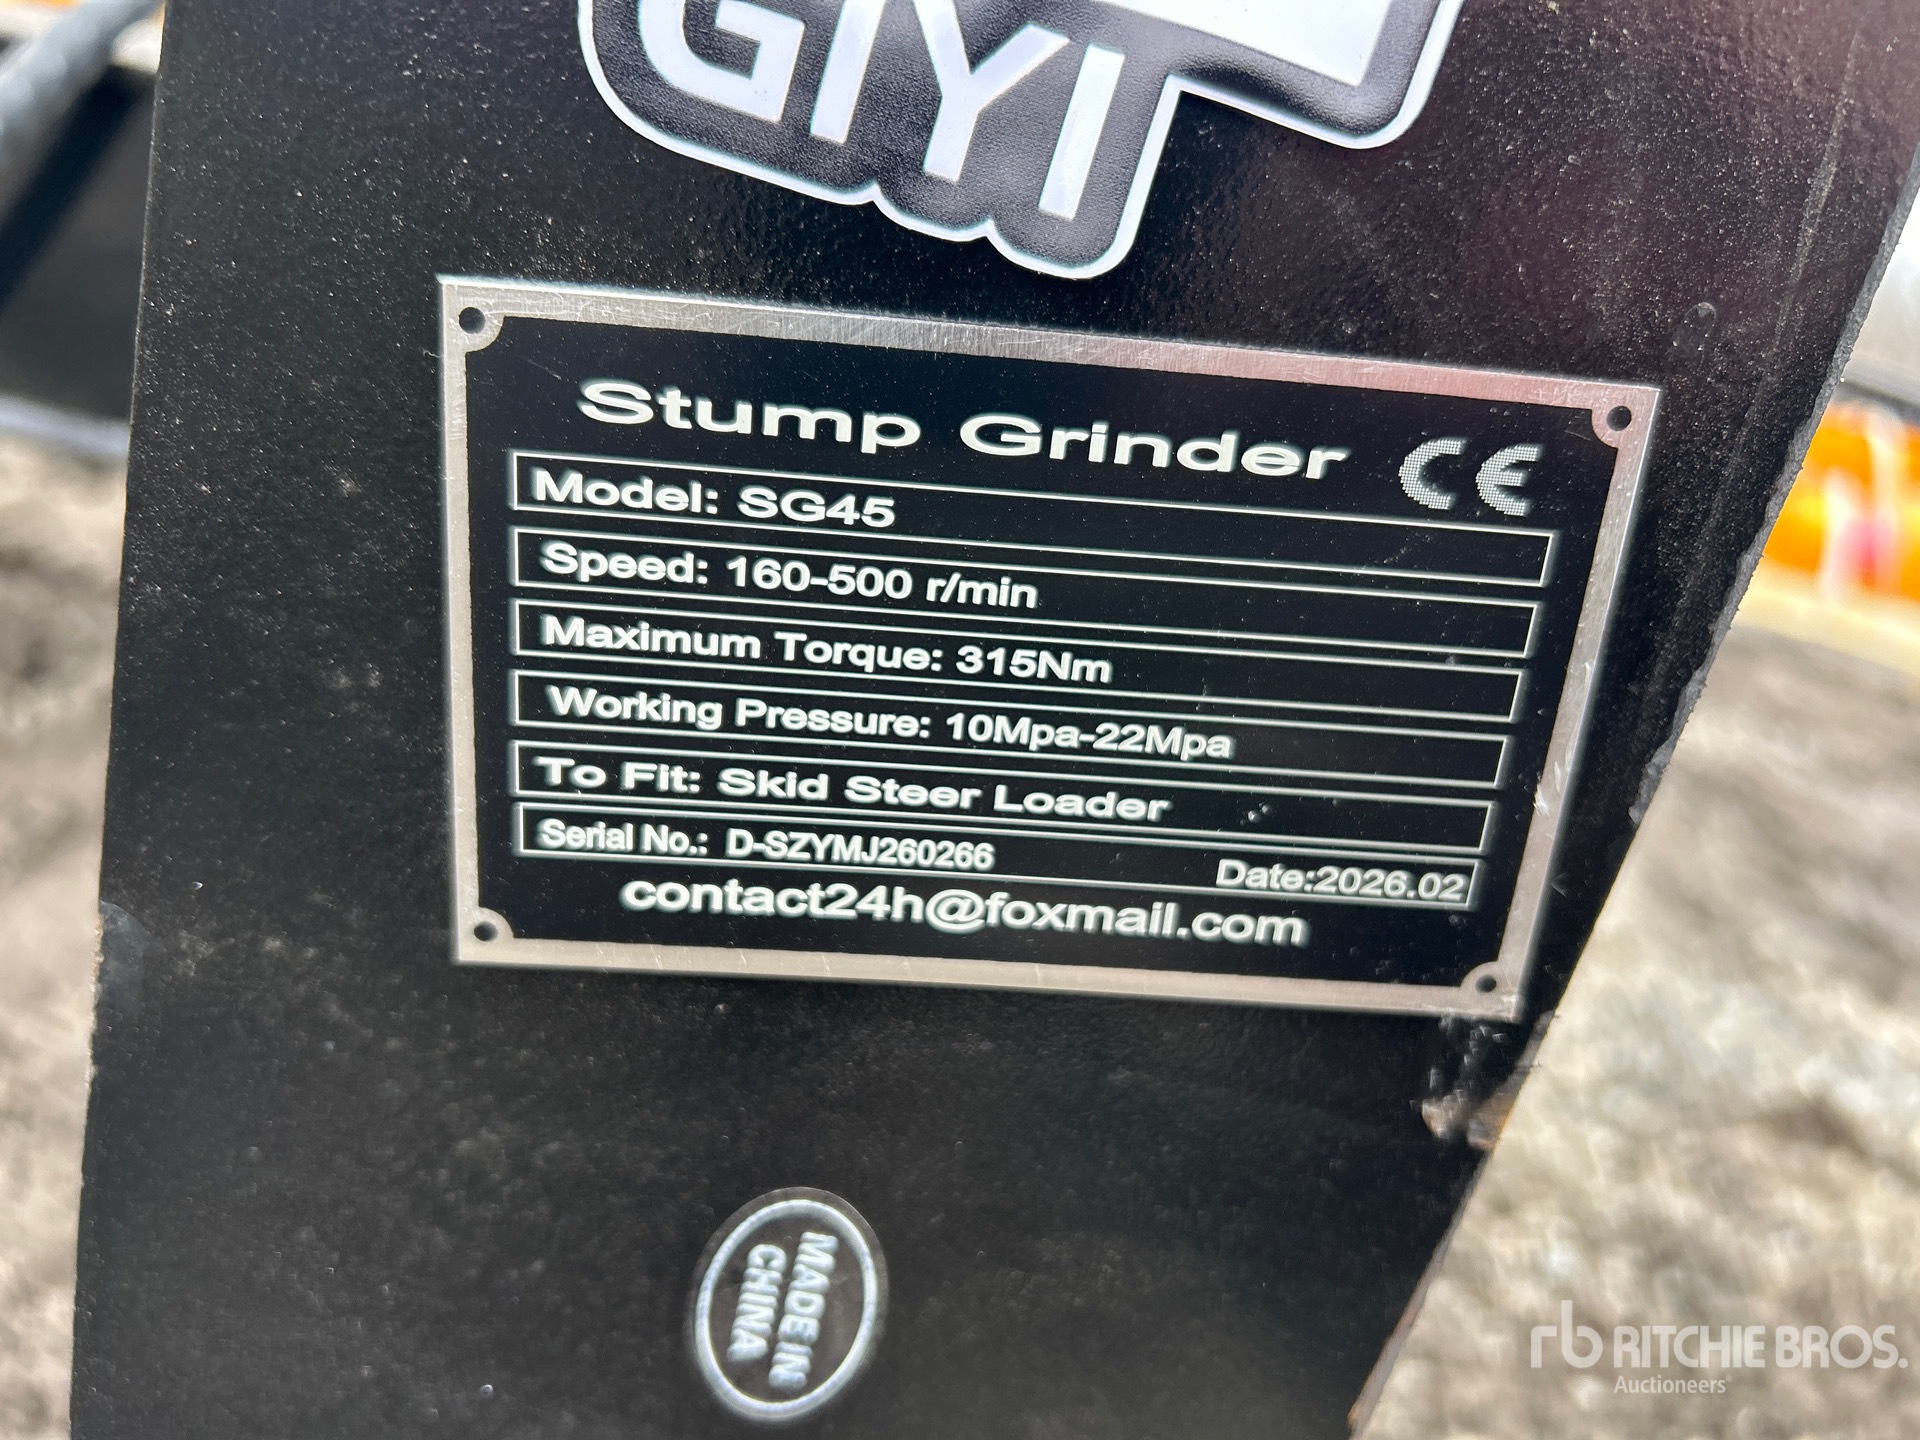 GIYI
Stump Grinder CE
Model: SG45
Speed: 160-500 r/min
Maximum Torque: 315Nm
Working Pressure: 10Mpa-22Mpa
To Fit: Skid Steer Loader
Serial No.: D-SZYMJ260266 Date:2026.02
contact24h@foxmail.com
MADE IN
CHINA
rb RITCHIE BROS.
Auctioneers